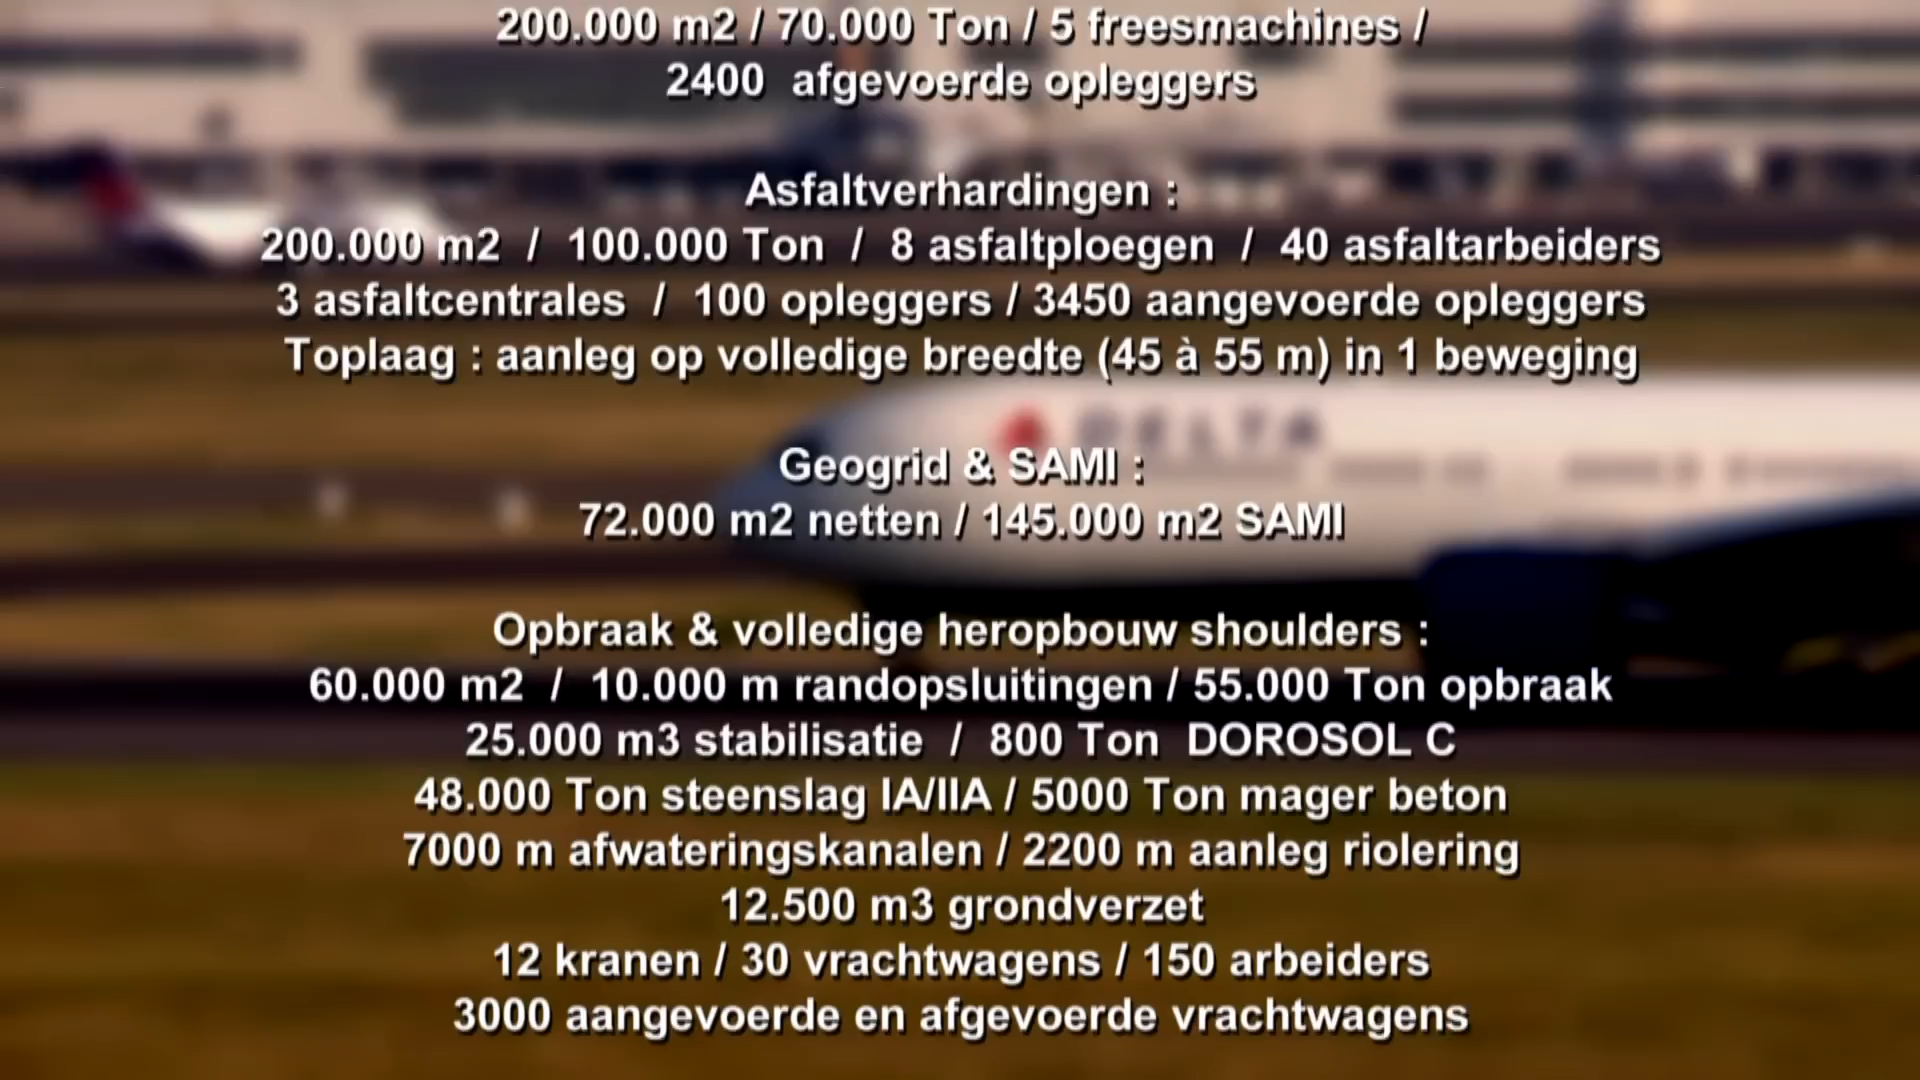 200.000 m2 / 70.000 Ton / 5 freesmachines /
2400 afgevoerde opleggers
Asfaltverhardingen :
200.000 m2 / 100.000 Ton / 8 asfaltploegen / 40 asfaltarbeiders
3 asfaltcentrales / 100 opleggers / 3450 aangevoerde opleggers
Toplaag : aanleg op volledige breedte (45 à 55 m) in 1 beweging
DELTA
Geogrid & SAMI :
72.000 m2 netten / 145.000 m2 SAMI
Opbraak & volledige heropbouw shoulders :
60.000 m2 / 10.000 m randopsluitingen / 55.000 Ton opbraak
25.000 m3 stabilisatie / 800 Ton DOROSOL C
48.000 Ton steenslag IA/IIA / 5000 Ton mager beton
7000 m afwateringskanalen / 2200 m aanleg riolering
12.500 m3 grondverzet
12 kranen / 30 vrachtwagens / 150 arbeiders
3000 aangevoerde en afgevoerde vrachtwagens